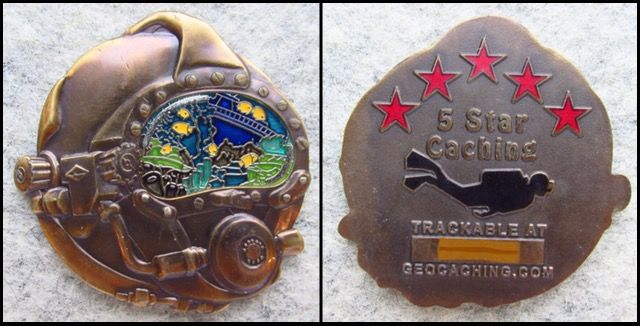 5 Star
Caching
TRACKABLE AT
GEOCACHING.COM